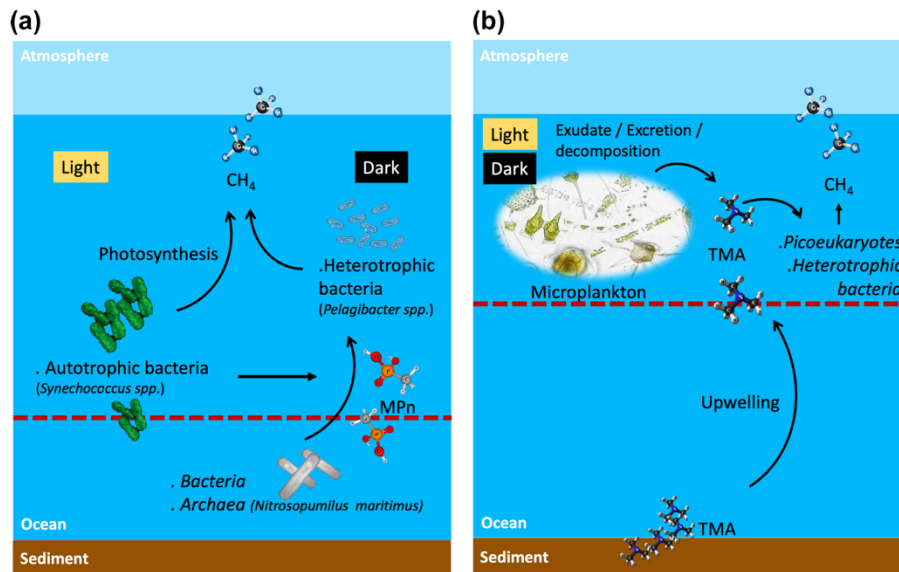 (a)
Atmosphere
Light
Dark
CH4
Photosynthesis
.Heterotrophic
bacteria
(Pelagibacter spp.)
. Autotrophic bacteria
(Synechococcus spp.)
MPn
. Bacteria
. Archaea (Nitrosopumilus maritimus)
Ocean
Sediment
(b)
Atmosphere
Light
Dark
Exudate / Excretion /
decomposition
CH4
TMA
.Picoeukaryotes
.Heterotrophic
bacteria
Microplankton
Upwelling
Ocean
TMA
Sediment